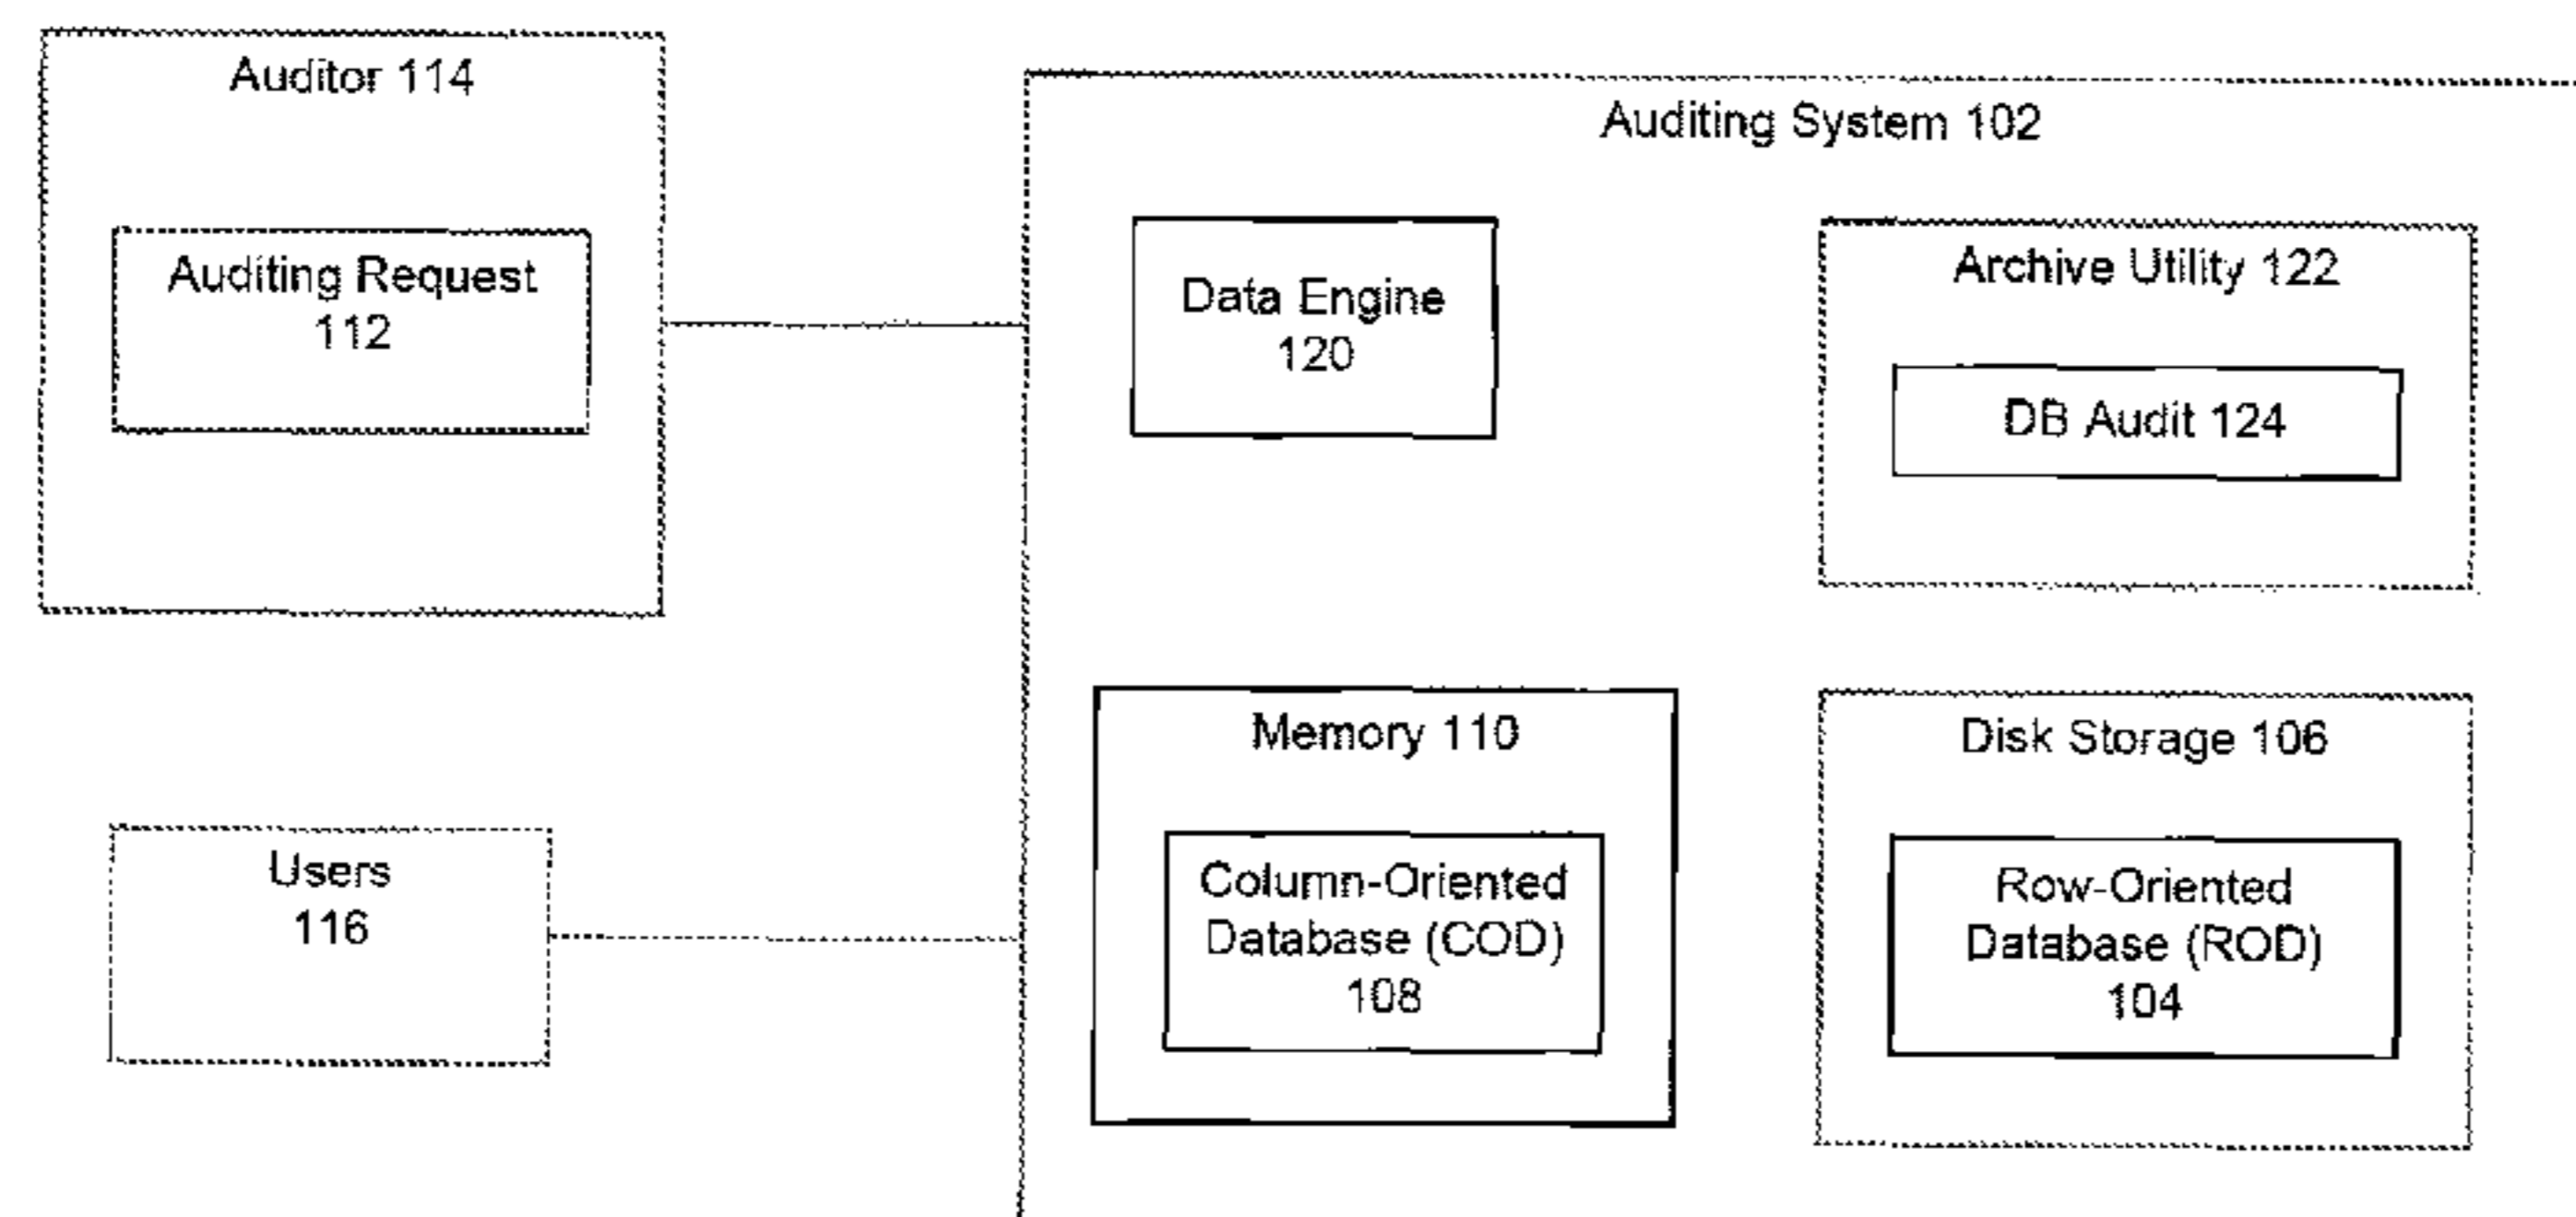 Auditor 114
Auditing Request
112
Users
116
Auditing System 102
Data Engine
120
Archive Utility 122
DB Audit 124
Memory 110
Column-Oriented
Database (COD)
108
Disk Storage 106
Row-Oriented
Database (ROD)
104